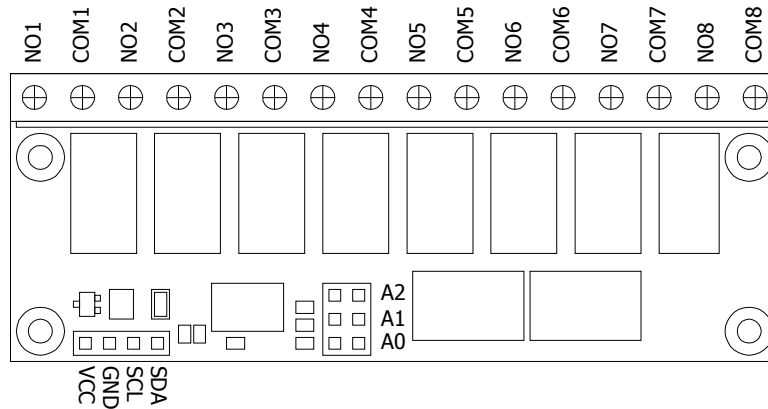 NO1 COM1 NO2 COM2 NO3 COM3 NO4 COM4 NO5 COM5 NO6 COM6 NO7 COM7 NO8 COM8
A2
A1
A0
VCC GND SCL SDA